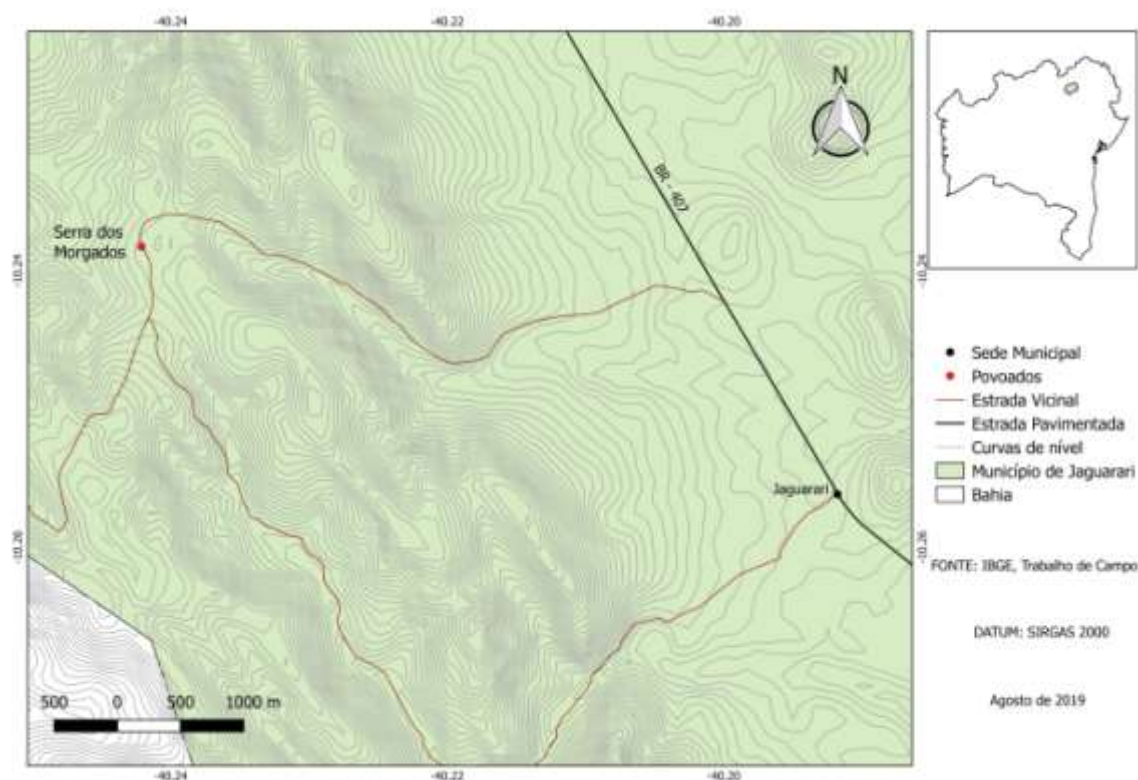 -40.24
-40.22
-40.20
N
BR - 407
Serra dos
Morgados
-10.24
-10.24
Jaguarari
-10.26
-10.26
500 0 500 1000 m
-40.24
-40.22
-40.20
Sede Municipal
Povoados
Estrada Vicinal
Estrada Pavimentada
Curvas de nível
Município de Jaguarari
Bahia
FONTE: IBGE, Trabalho de Campo
DATUM: SIRGAS 2000
Agosto de 2019